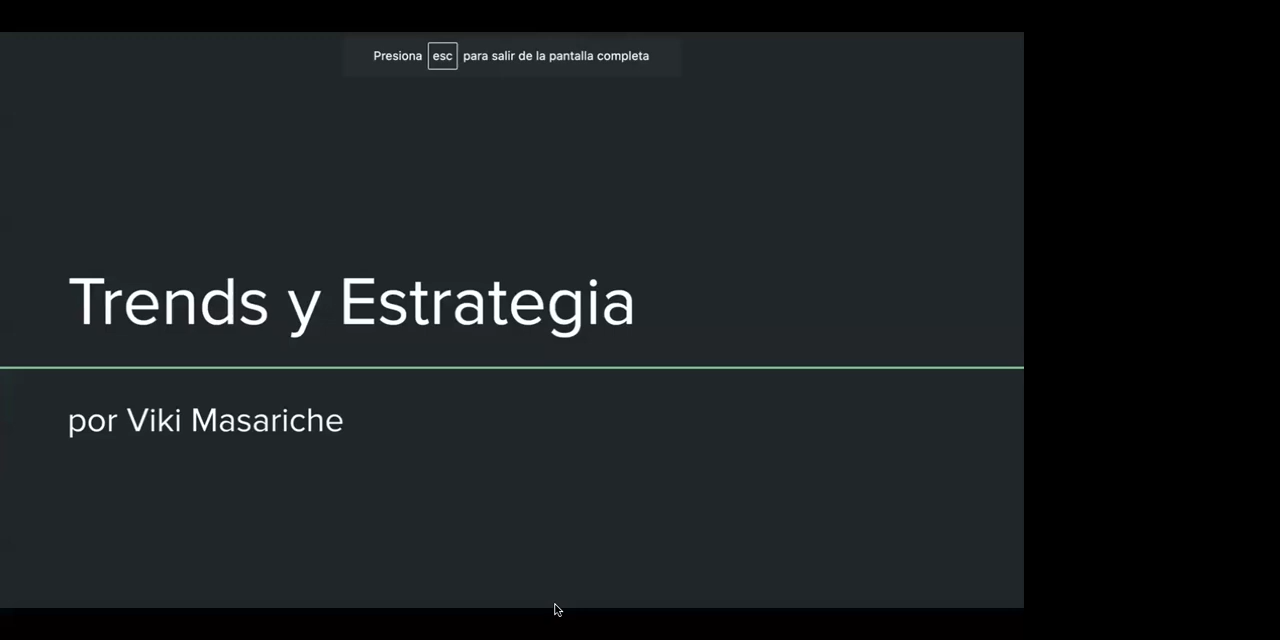 Presiona esc para salir de la pantalla completa
Trends y Estrategia
por Viki Masariche